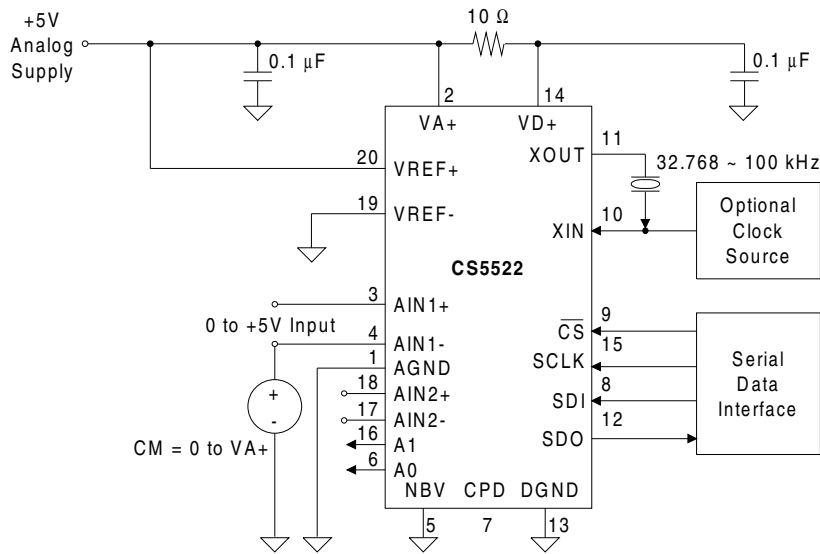 +5V
Analog
Supply
10 Ω
0.1 µF
0.1 µF
2
14
VA+
VD+
XOUT
11
32.768 ~ 100 kHz
20
VREF+
19
VREF-
XIN
10
Optional
Clock
Source
CS5522
3
AIN1+
0 to +5V Input
4
AIN1-
1
AGND
18
AIN2+
17
AIN2-
16
A1
6
A0
+
-
CM = 0 to VA+
CS
9
SCLK
15
SDI
8
SDO
12
Serial
Data
Interface
NBV
CPD
DGND
5
7
13